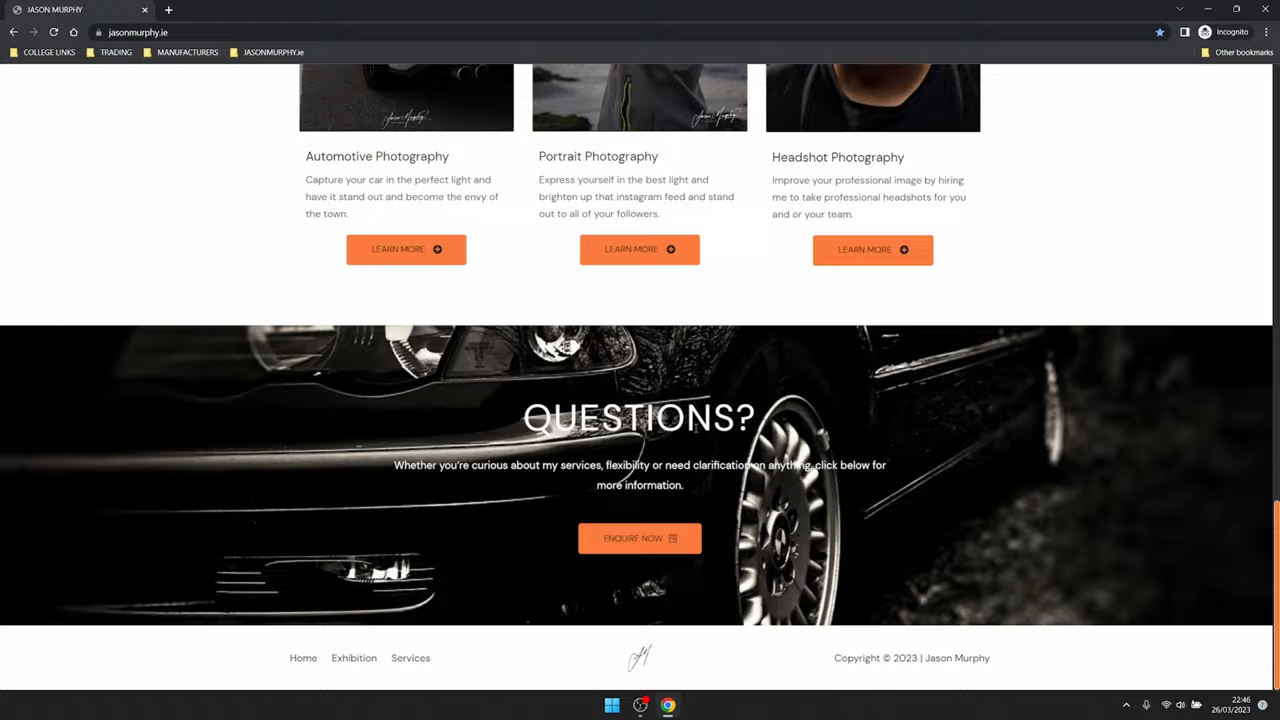 JASON MURPHY
jasonmurphy.ie
Incognito
COLLEGE LINKS
TRADING
MANUFACTURERS
JASONMURPHY.ie
Other bookmarks
Jason Murphy
Jason Murphy
Automotive Photography
Capture your car in the perfect light and
have it stand out and become the envy of
the town.
LEARN MORE
Portrait Photography
Express yourself in the best light and
brighten up that instagram feed and stand
out to all of your followers.
LEARN MORE
Headshot Photography
Improve your professional image by hiring
me to take professional headshots for you
and or your team.
LEARN MORE
QUESTIONS?
Whether you're curious about my services, flexibility or need clarification on anything, click below for
more information.
ENQUIRE NOW
Home
Exhibition
Services
JM
Copyright © 2023 | Jason Murphy
22:46
26/03/2023